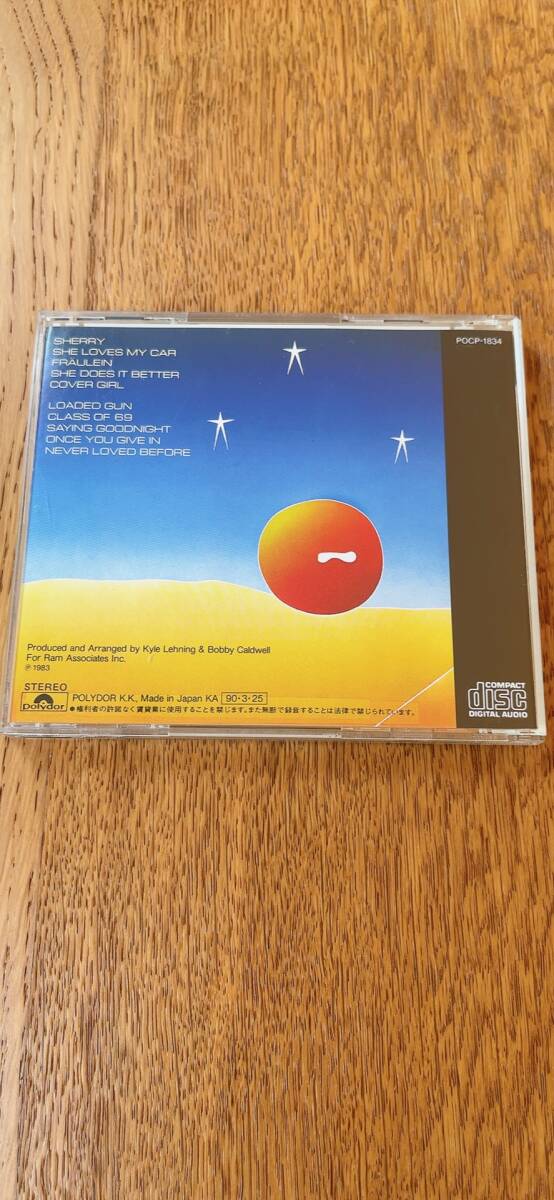 SHERRY
SHE LOVES MY CAR
FRÄULEIN
SHE DOES IT BETTER
COVER GIRL
LOADED GUN
CLASS OF 69
SAYING GOODNIGHT
ONCE YOU GIVE IN
NEVER LOVED BEFORE
POCP-1834
Produced and Arranged by Kyle Lehning & Bobby Caldwell
For Ram Associates Inc.
℗ 1983
STEREO
polydor
POLYDOR K.K., Made in Japan KA 90・3・25
●権利者の許諾なく賃貸業に使用することを禁じます。また無断で録音することは法律で禁じられています。
COMPACT
disc
DIGITAL AUDIO